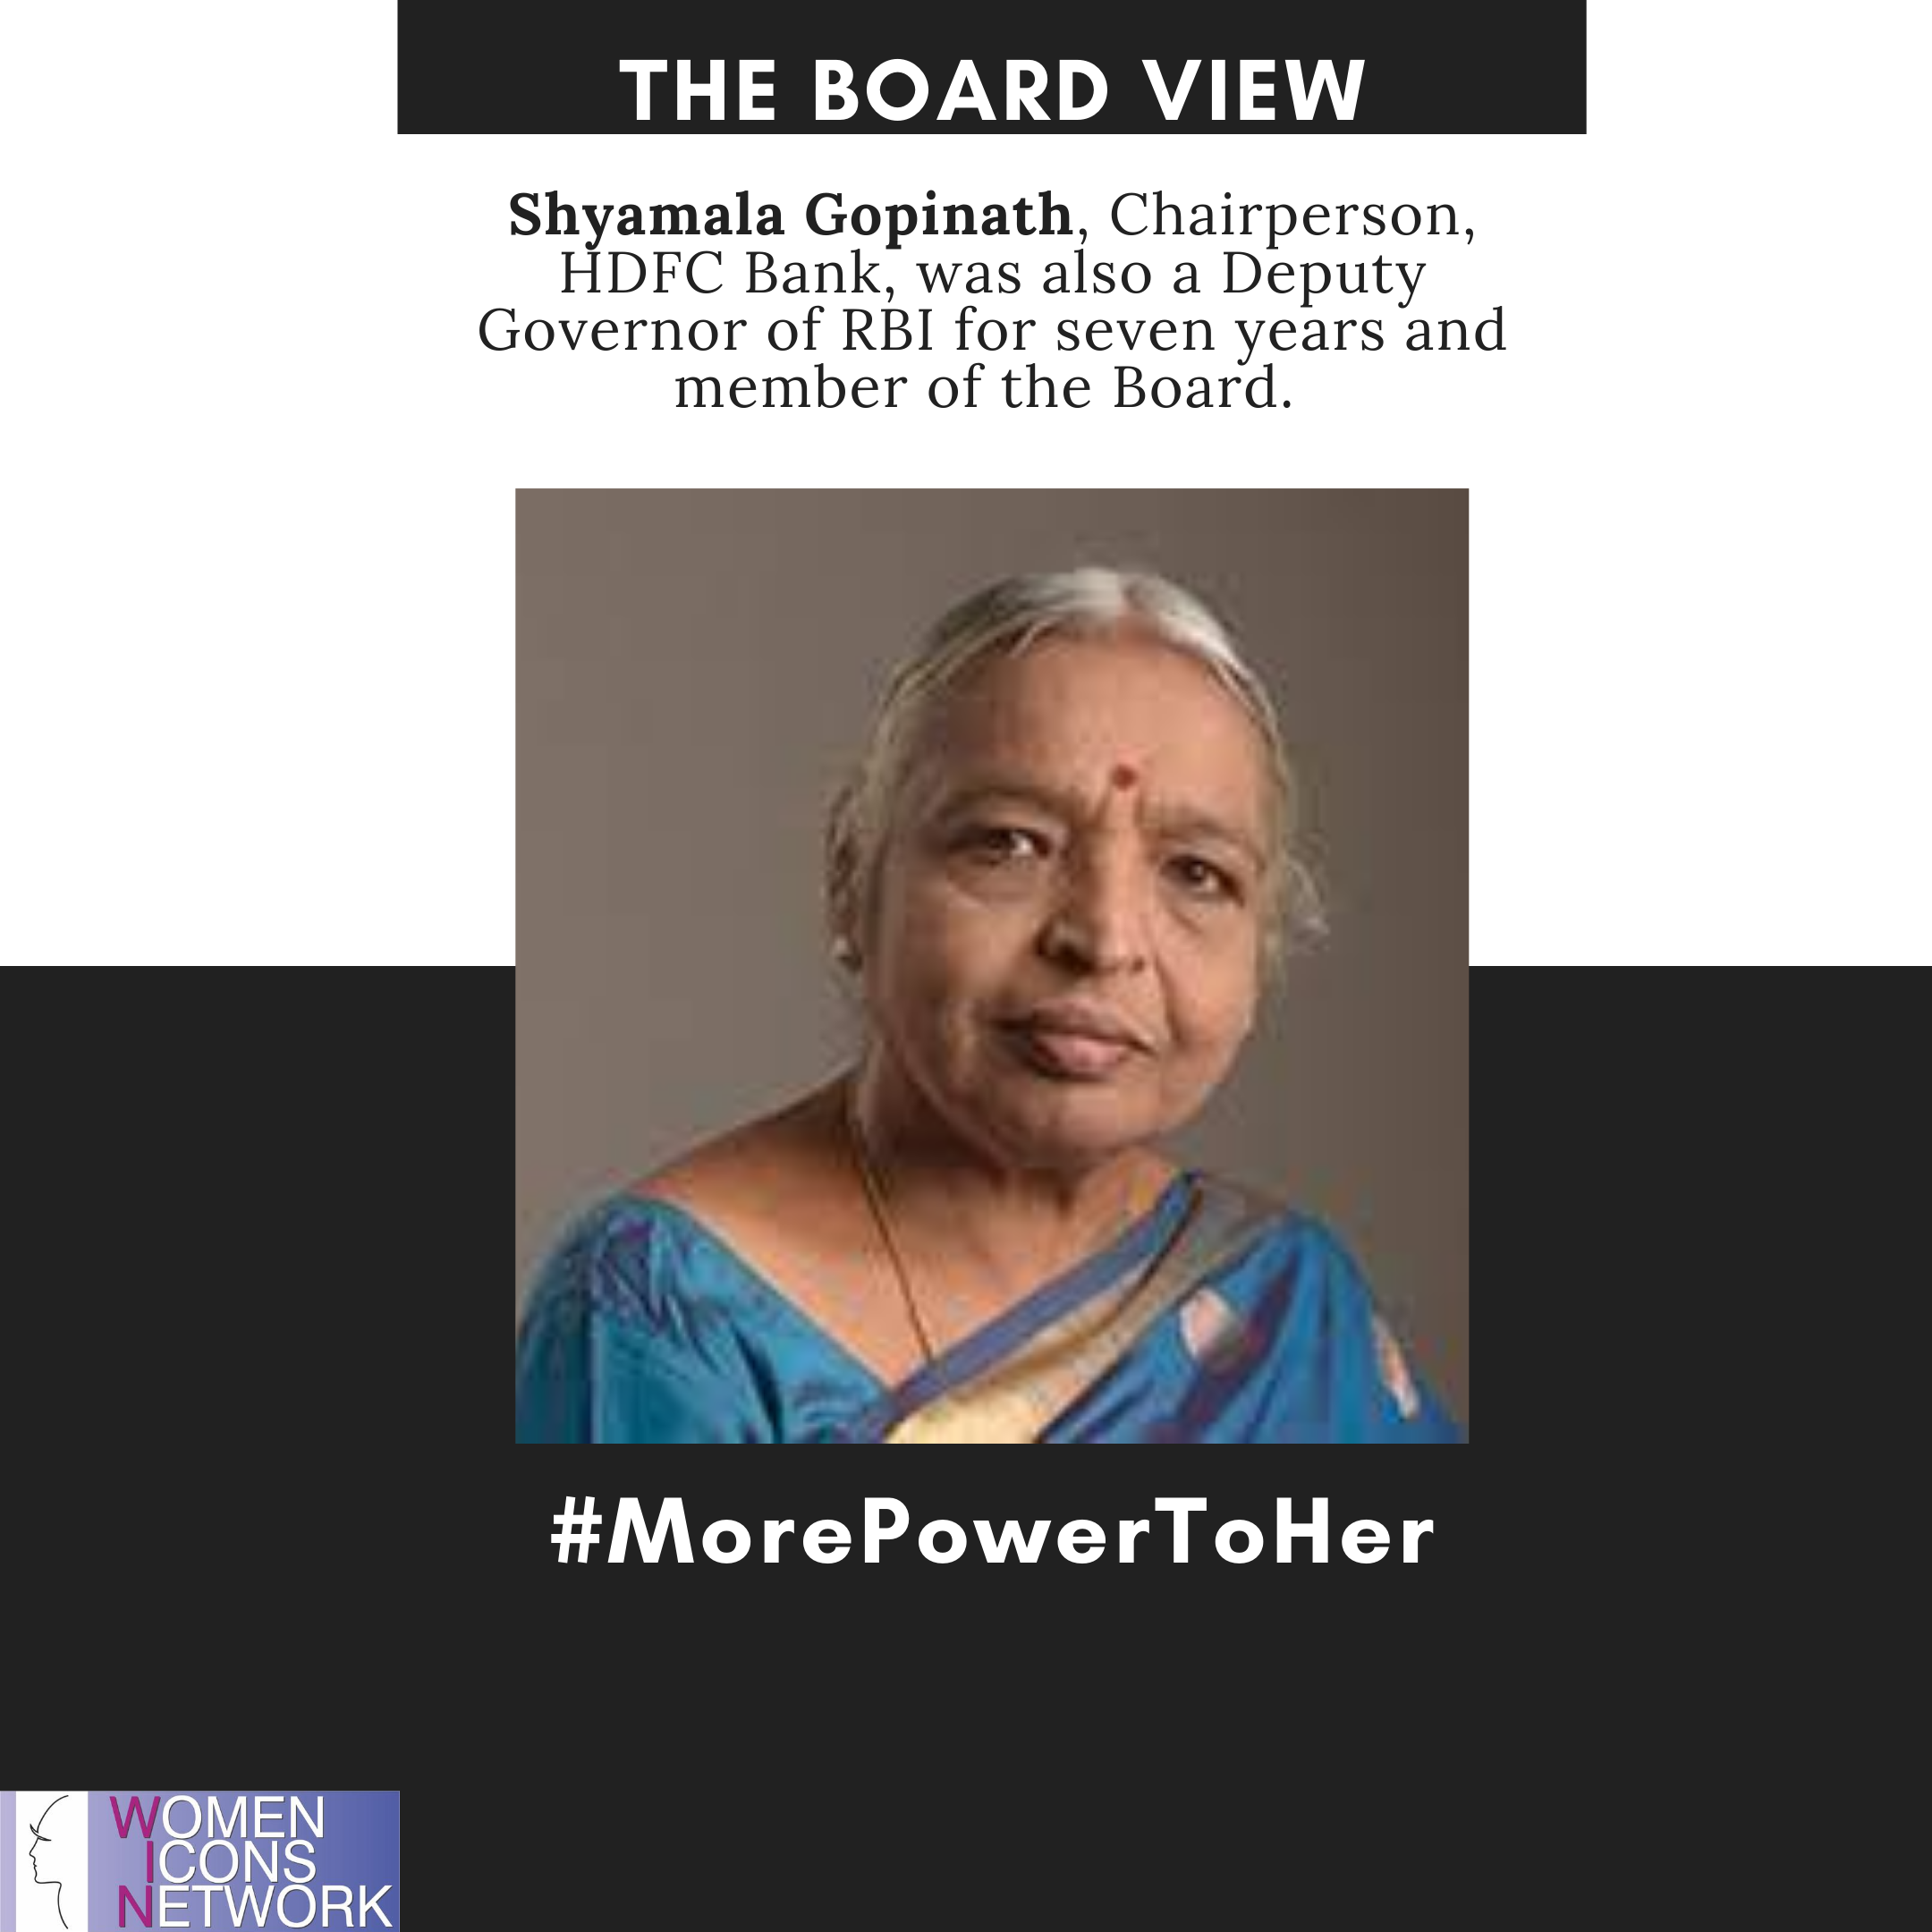 THE BOARD VIEW
Shyamala Gopinath, Chairperson,
HDFC Bank, was also a Deputy
Governor of RBI for seven years and
member of the Board.
#MorePowerToHer
WOMEN
ICONS
NETWORK